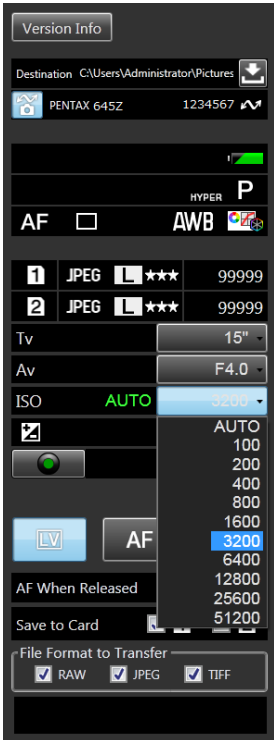 Version Info
Destination C:\Users\Administrator\Pictures
PENTAX 645Z 1234567
HYPER P
AF AWB
1 JPEG L ★★★ 99999
2 JPEG L ★★★ 99999
Tv 15"
Av F4.0
ISO AUTO 3200
AUTO
100
200
400
800
1600
3200
6400
12800
25600
51200
LV AF
AF When Released
Save to Card
File Format to Transfer
RAW JPEG TIFF